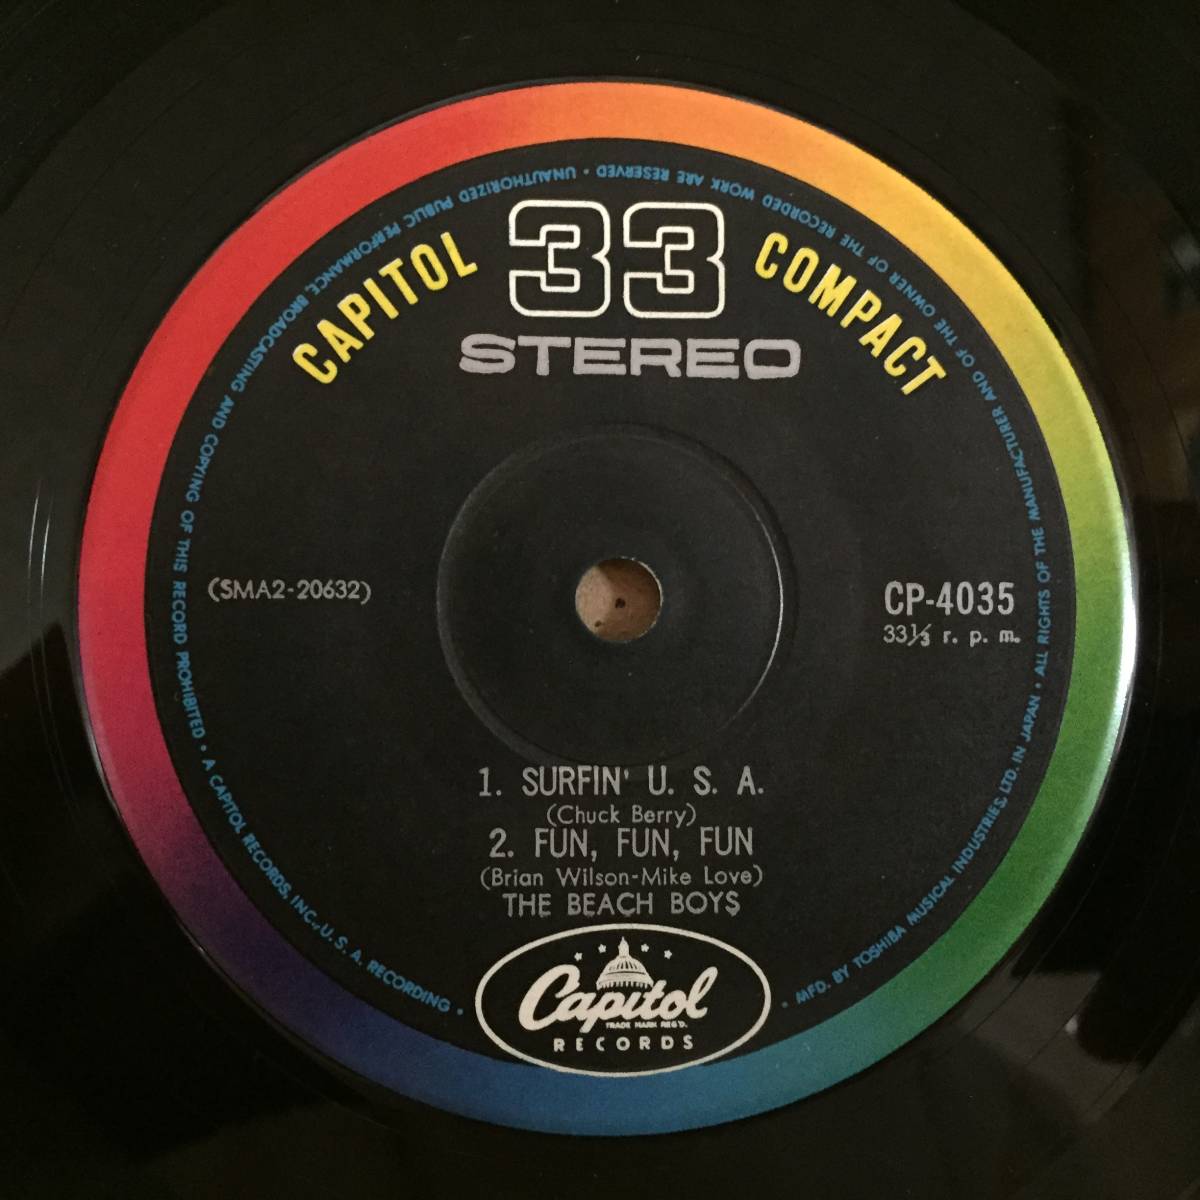 CAPITOL 33 COMPACT
STEREO
(SMA2-20632)
CP-4035
33⅓ r. p. m.
1. SURFIN' U. S. A.
(Chuck Berry)
2. FUN, FUN, FUN
(Brian Wilson-Mike Love)
THE BEACH BOYS
Capitol
TRADE MARK REG'D.
RECORDS
• MFD. BY TOSHIBA MUSICAL INDUSTRIES, LTD. IN JAPAN • ALL RIGHTS OF THE MANUFACTURER AND OF THE OWNER OF THE RECORDED WORK ARE RESERVED • UNAUTHORIZED PUBLIC PERFORMANCE, BROADCASTING AND COPYING OF THIS RECORD PROHIBITED • A CAPITOL RECORDS, INC., U. S. A. RECORDING •